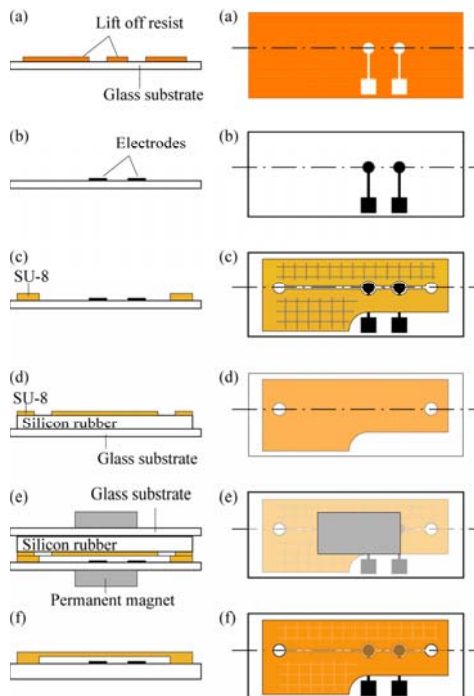 (a)
Lift off resist
Glass substrate
(a)
(b)
Electrodes
(b)
(c)
SU-8
(c)
(d)
SU-8
Silicon rubber
Glass substrate
(d)
(e)
Glass substrate
Silicon rubber
Permanent magnet
(e)
(f)
(f)